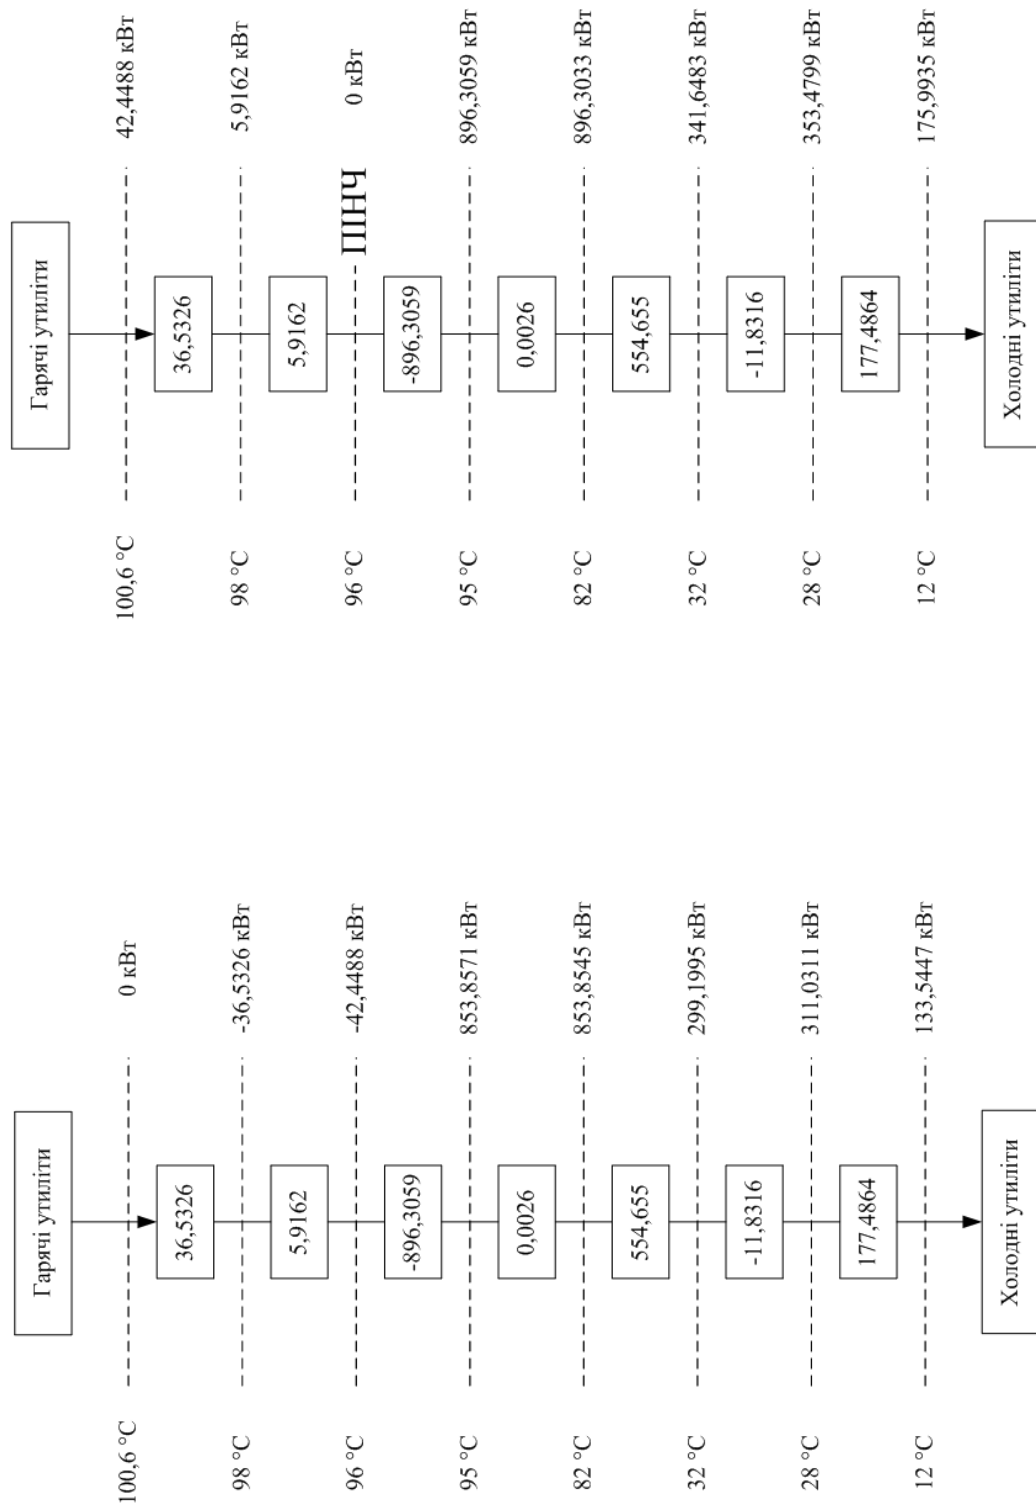 Гарячі утиліти
100,6 °C 0 кВт
36,5326
98 °C -36,5326 кВт
5,9162
96 °C -42,4488 кВт
-896,3059
95 °C 853,8571 кВт
0,0026
82 °C 853,8545 кВт
554,655
32 °C 299,1995 кВт
-11,8316
28 °C 311,0311 кВт
177,4864
12 °C 133,5447 кВт
Холодні утиліти
Гарячі утиліти
100,6 °C 42,4488 кВт
36,5326
98 °C 5,9162 кВт
5,9162
96 °C ПІНЧ 0 кВт
-896,3059
95 °C 896,3059 кВт
0,0026
82 °C 896,3033 кВт
554,655
32 °C 341,6483 кВт
-11,8316
28 °C 353,4799 кВт
177,4864
12 °C 175,9935 кВт
Холодні утиліти